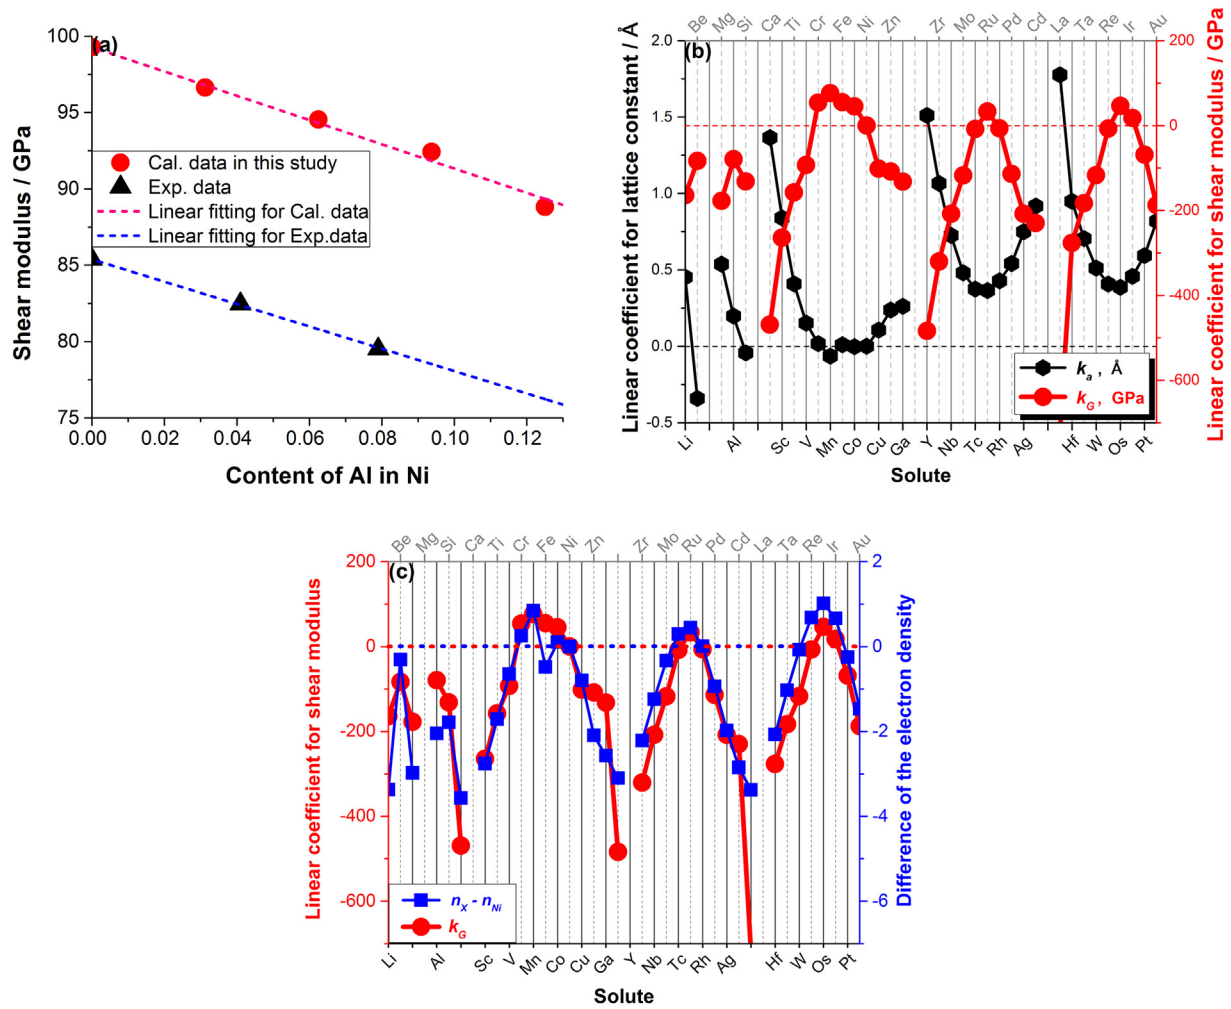 (a)
Shear modulus / GPa
100
95
90
85
80
75
Cal. data in this study
Exp. data
Linear fitting for Cal. data
Linear fitting for Exp.data
0.00 0.02 0.04 0.06 0.08 0.10 0.12
Content of Al in Ni
Be Mg Si Ca Ti Cr Fe Ni Zn Zr Mo Ru Pd Cd La Ta Re Ir Au
(b)
Linear coefficient for lattice constant / Å
2.0
1.5
1.0
0.5
0.0
-0.5
200
0
-200
-400
-600
Linear coefficient for shear modulus / GPa
k_a , Å
k_G , GPa
Li Al Sc V Mn Co Cu Ga Y Nb Tc Rh Ag Hf W Os Pt
Solute
Be Mg Si Ca Ti Cr Fe Ni Zn Zr Mo Ru Pd Cd La Ta Re Ir Au
(c)
Linear coefficient for shear modulus
200
0
-200
-400
-600
2
0
-2
-4
-6
Difference of the electron density
n_X - n_Ni
k_G
Li Al Sc V Mn Co Cu Ga Y Nb Tc Rh Ag Hf W Os Pt
Solute